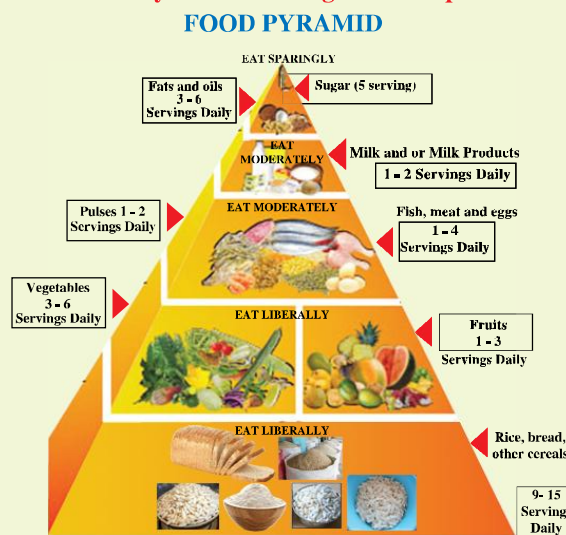 FOOD PYRAMID
EAT SPARINGLY
Fats and oils
3 - 6
Servings Daily
Sugar (5 serving)
EAT
MODERATELY
Milk and or Milk Products
1 - 2 Servings Daily
EAT MODERATELY
Pulses 1 - 2
Servings Daily
Fish, meat and eggs
1 - 4
Servings Daily
Vegetables
3 - 6
Servings Daily
EAT LIBERALLY
Fruits
1 - 3
Servings Daily
EAT LIBERALLY
Rice, bread,
other cereals
9- 15
Serving
Daily